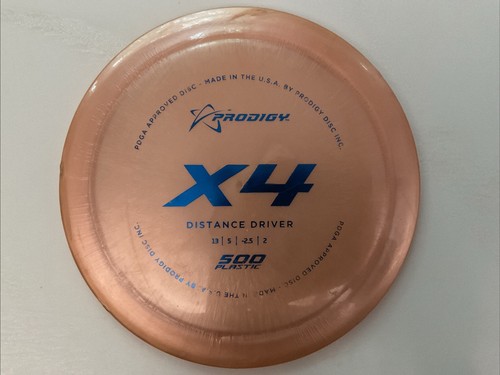 PDGA APPROVED DISC - MADE IN THE U.S.A. BY PRODIGY DISC INC.
PRODIGY
X4
DISTANCE DRIVER
13 | 5 | -2.5 | 2
500
PLASTIC
PDGA APPROVED DISC - MADE IN THE U.S.A. BY PRODIGY DISC INC.